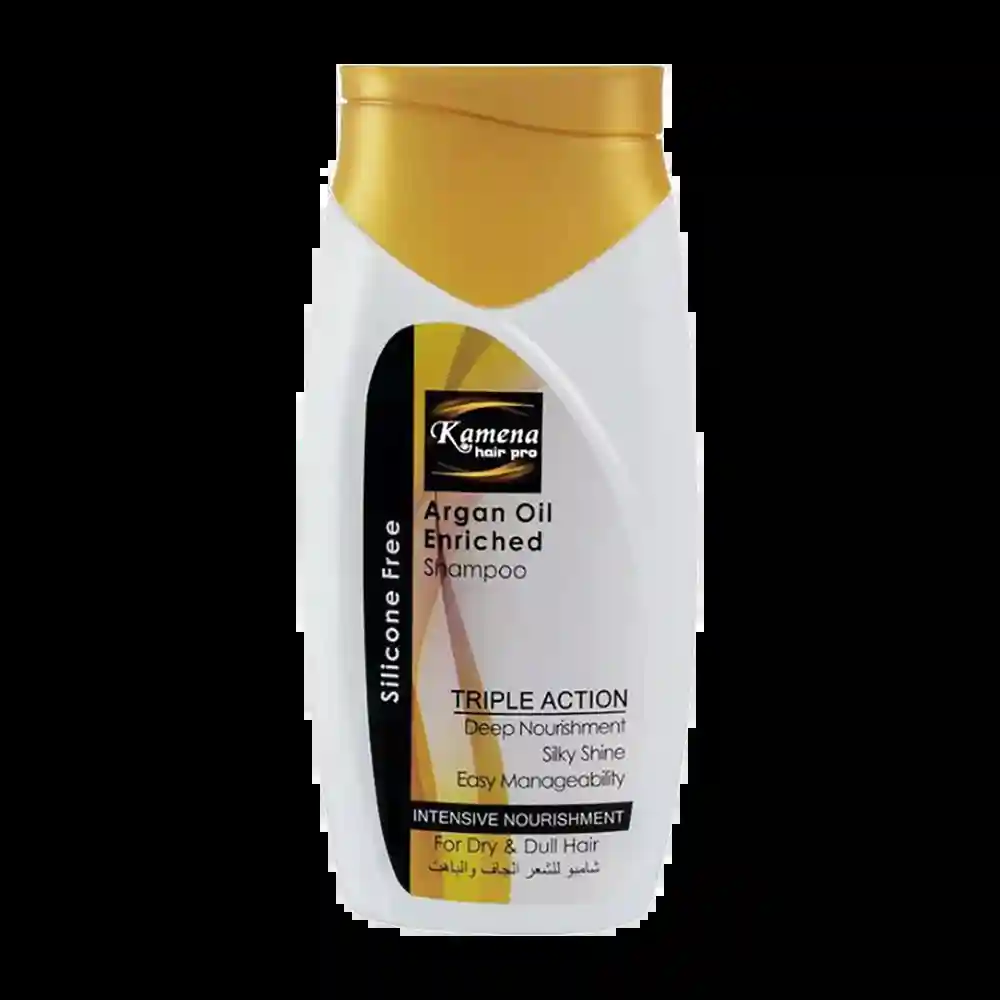 Kamena
hair pro
Argan Oil
Enriched
Shampoo
Silicone Free
TRIPLE ACTION
Deep Nourishment
Silky Shine
Easy Manageability
INTENSIVE NOURISHMENT
For Dry & Dull Hair
شامبو للشعر الجاف والباهت